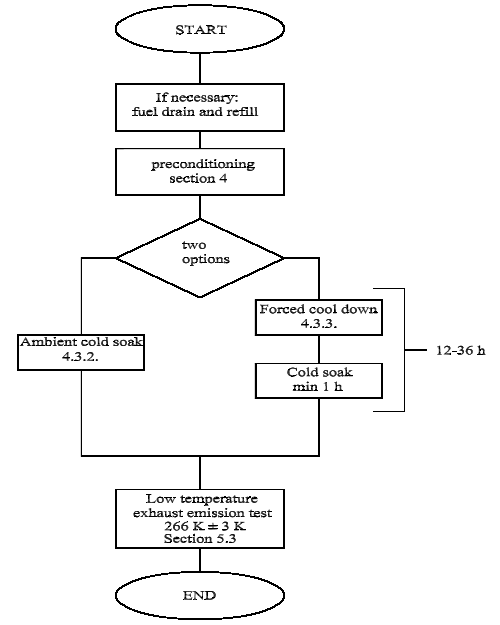 START
If necessary:
fuel drain and refill
preconditioning
section 4
two
options
Ambient cold soak
4.3.2.
Forced cool down
4.3.3.
Cold soak
min 1 h
12-36 h
Low temperature
exhaust emission test
266 K ± 3 K
Section 5.3
END